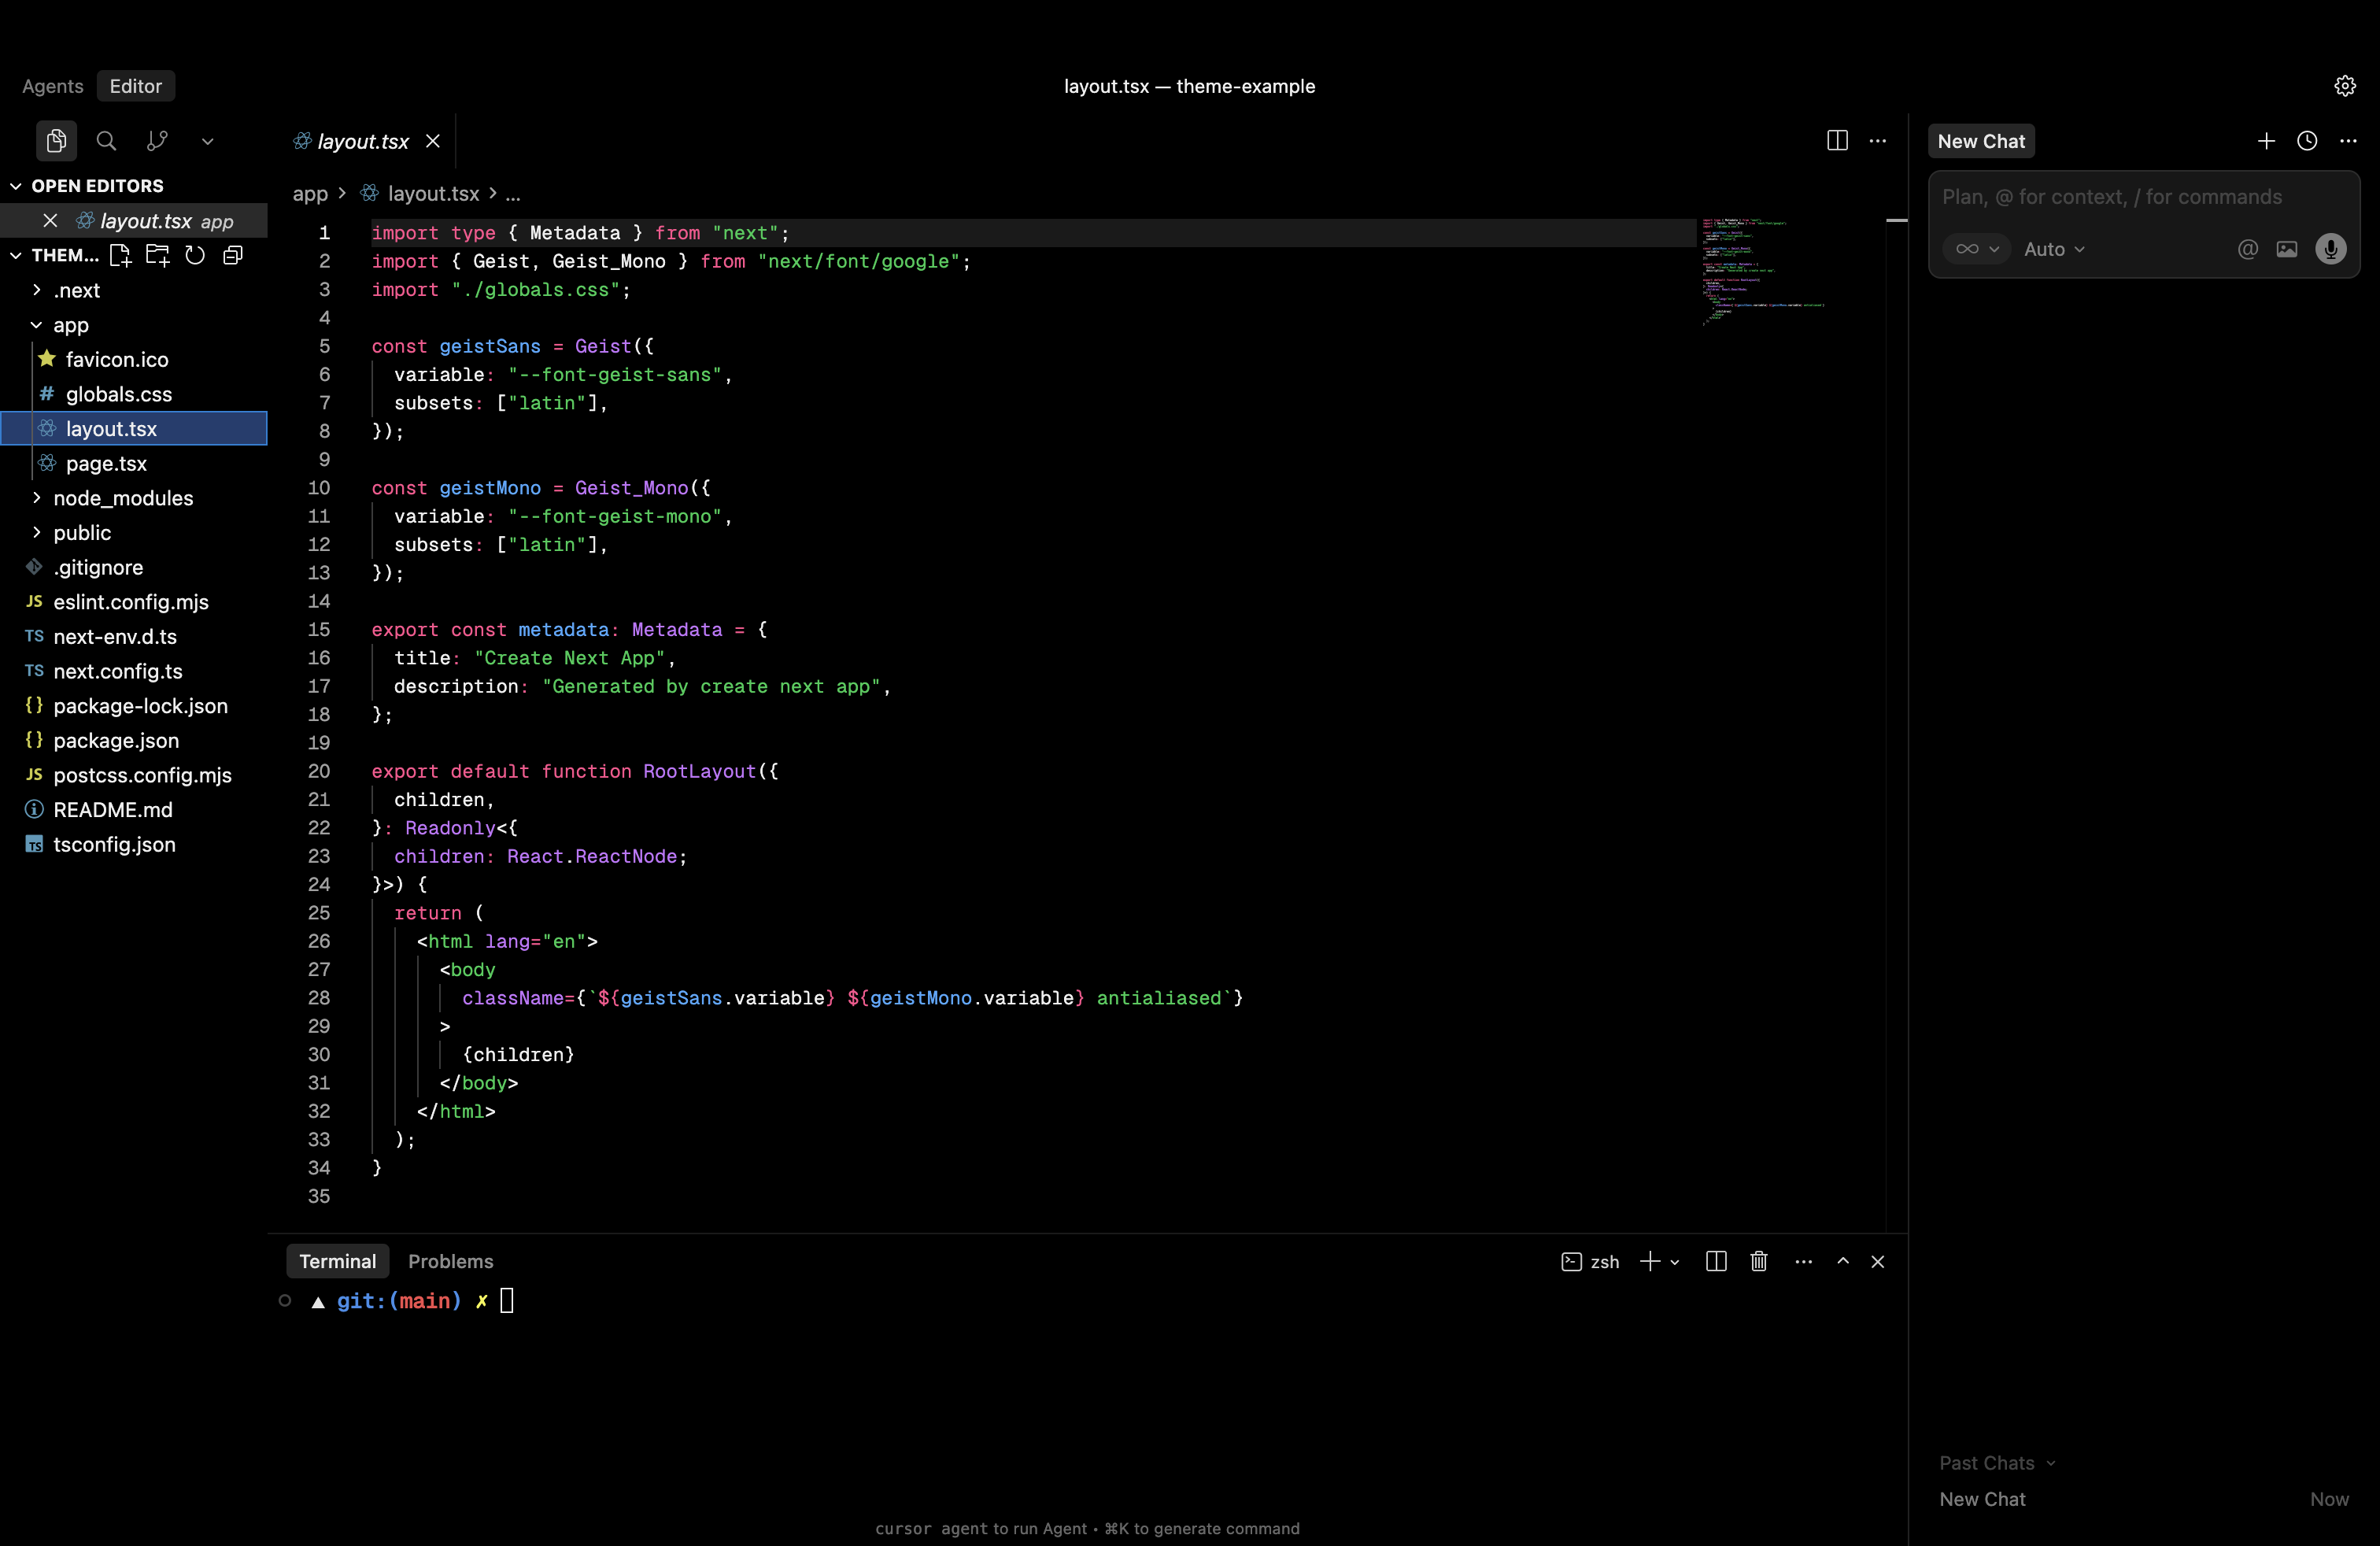 Agents Editor
layout.tsx — theme-example
OPEN EDITORS
layout.tsx app
THEM...
.next
app
favicon.ico
# globals.css
layout.tsx
page.tsx
node_modules
public
.gitignore
JS eslint.config.mjs
TS next-env.d.ts
TS next.config.ts
{} package-lock.json
{} package.json
JS postcss.config.mjs
README.md
TS tsconfig.json
layout.tsx
app > layout.tsx > ...
1 import type { Metadata } from "next";
2 import { Geist, Geist_Mono } from "next/font/google";
3 import "./globals.css";
4
5 const geistSans = Geist({
6   variable: "--font-geist-sans",
7   subsets: ["latin"],
8 });
9
10 const geistMono = Geist_Mono({
11   variable: "--font-geist-mono",
12   subsets: ["latin"],
13 });
14
15 export const metadata: Metadata = {
16   title: "Create Next App",
17   description: "Generated by create next app",
18 };
19
20 export default function RootLayout({
21   children,
22 }: Readonly<{
23   children: React.ReactNode;
24 }>) {
25   return (
26     <html lang="en">
27       <body
28         className={`${geistSans.variable} ${geistMono.variable} antialiased`}
29       >
30         {children}
31       </body>
32     </html>
33   );
34 }
35
Terminal Problems
zsh
▲ git:(main) ✗
cursor agent to run Agent • ⌘K to generate command
New Chat
Plan, @ for context, / for commands
∞ Auto @
Past Chats
New Chat Now